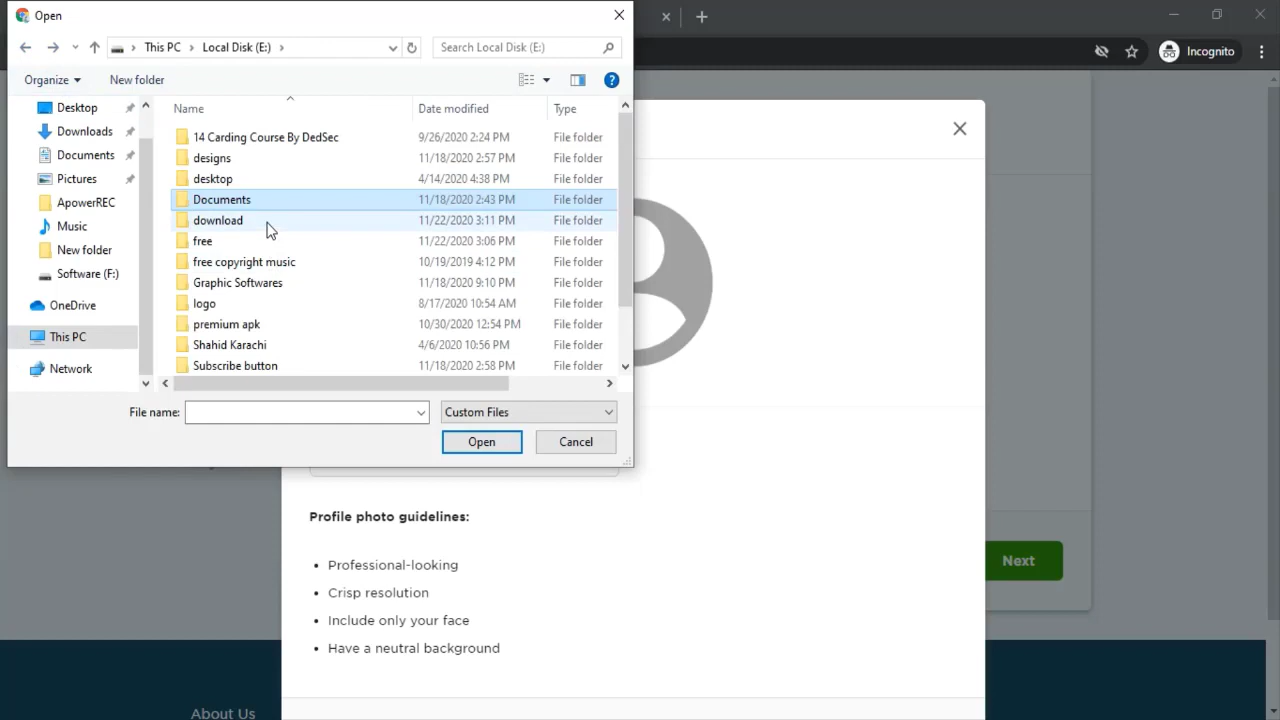 Open
Incognito
This PC
Local Disk (E:)
Search Local Disk (E:)
Organize
New folder
Name
Date modified
Type
Desktop
Downloads
Documents
Pictures
ApowerREC
Music
New folder
Software (F:)
OneDrive
This PC
Network
14 Carding Course By DedSec 9/26/2020 2:24 PM File folder
designs 11/18/2020 2:57 PM File folder
desktop 4/14/2020 4:38 PM File folder
Documents 11/18/2020 2:43 PM File folder
download 11/22/2020 3:11 PM File folder
free 11/22/2020 3:06 PM File folder
free copyright music 10/19/2019 4:12 PM File folder
Graphic Softwares 11/18/2020 9:10 PM File folder
logo 8/17/2020 10:54 AM File folder
premium apk 10/30/2020 12:54 PM File folder
Shahid Karachi 4/6/2020 10:56 PM File folder
Subscribe button 11/18/2020 2:58 PM File folder
File name:
Custom Files
Open
Cancel
Profile photo guidelines:
• Professional-looking
• Crisp resolution
• Include only your face
• Have a neutral background
Next
About Us